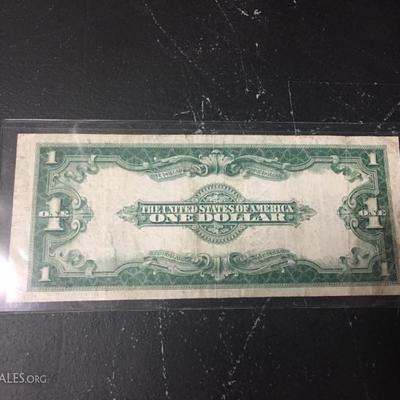 1 1
THE UNITED STATES OF AMERICA
ONE ONE DOLLAR ONE
1 1
ALES.ORG